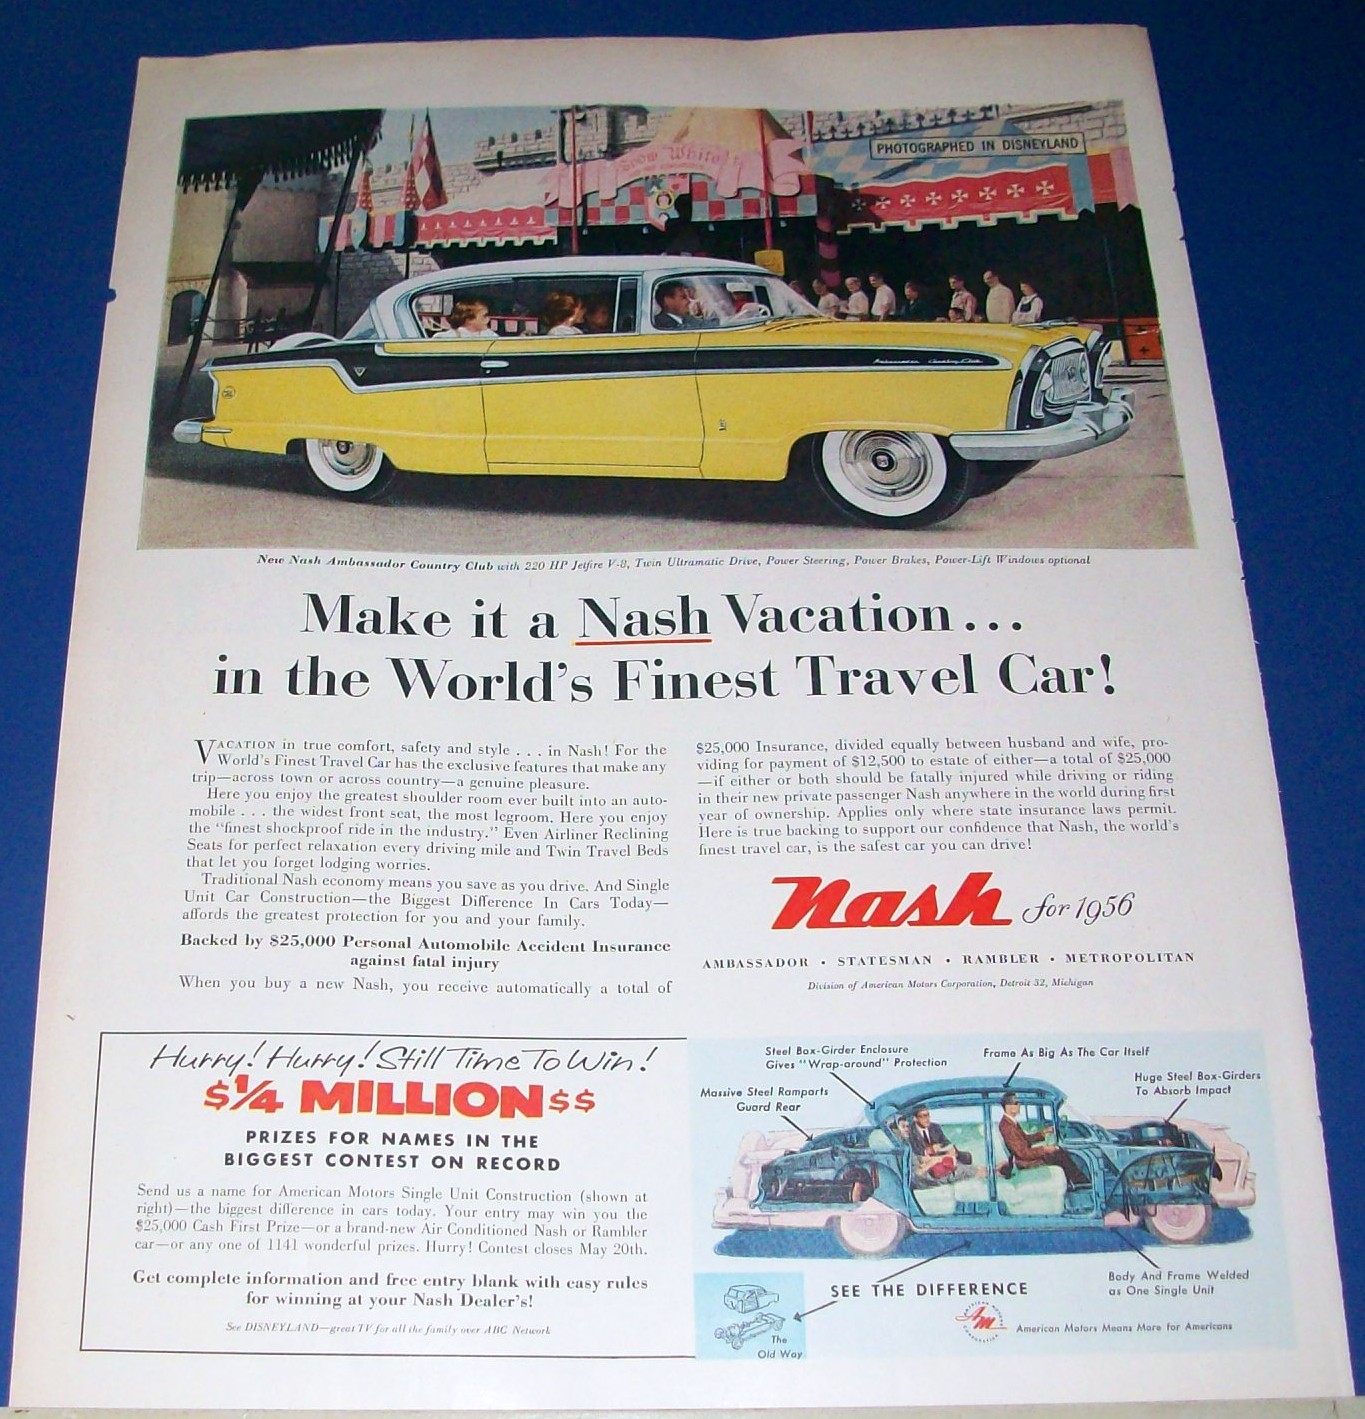 Snow White
PHOTOGRAPHED IN DISNEYLAND
Ambassador Country Club
New Nash Ambassador Country Club with 220 HP Jetfire V-8, Twin Ultramatic Drive, Power Steering, Power Brakes, Power-Lift Windows optional
Make it a Nash Vacation...
in the World's Finest Travel Car!
VACATION in true comfort, safety and style . . . in Nash! For the
World's Finest Travel Car has the exclusive features that make any
trip—across town or across country—a genuine pleasure.
Here you enjoy the greatest shoulder room ever built into an auto-
mobile . . . the widest front seat, the most legroom. Here you enjoy
the "finest shockproof ride in the industry." Even Airliner Reclining
Seats for perfect relaxation every driving mile and Twin Travel Beds
that let you forget lodging worries.
Traditional Nash economy means you save as you drive. And Single
Unit Car Construction—the Biggest Difference In Cars Today—
affords the greatest protection for you and your family.
Backed by $25,000 Personal Automobile Accident Insurance
against fatal injury
When you buy a new Nash, you receive automatically a total of
$25,000 Insurance, divided equally between husband and wife, pro-
viding for payment of $12,500 to estate of either—a total of $25,000
—if either or both should be fatally injured while driving or riding
in their new private passenger Nash anywhere in the world during first
year of ownership. Applies only where state insurance laws permit.
Here is true backing to support our confidence that Nash, the world's
finest travel car, is the safest car you can drive!
Nash for 1956
AMBASSADOR • STATESMAN • RAMBLER • METROPOLITAN
Division of American Motors Corporation, Detroit 32, Michigan
Hurry! Hurry! Still Time To Win!
$¼ MILLION $$
PRIZES FOR NAMES IN THE
BIGGEST CONTEST ON RECORD
Send us a name for American Motors Single Unit Construction (shown at
right)—the biggest difference in cars today. Your entry may win you the
$25,000 Cash First Prize—or a brand-new Air Conditioned Nash or Rambler
car—or any one of 1141 wonderful prizes. Hurry! Contest closes May 20th.
Get complete information and free entry blank with easy rules
for winning at your Nash Dealer's!
See DISNEYLAND—great TV for all the family over ABC Network
Steel Box-Girder Enclosure
Gives "Wrap-around" Protection
Frame As Big As The Car Itself
Massive Steel Ramparts
Guard Rear
Huge Steel Box-Girders
To Absorb Impact
SEE THE DIFFERENCE
Body And Frame Welded
as One Single Unit
The
Old Way
AMERICAN MOTORS
AM
CORPORATION
American Motors Means More for Americans